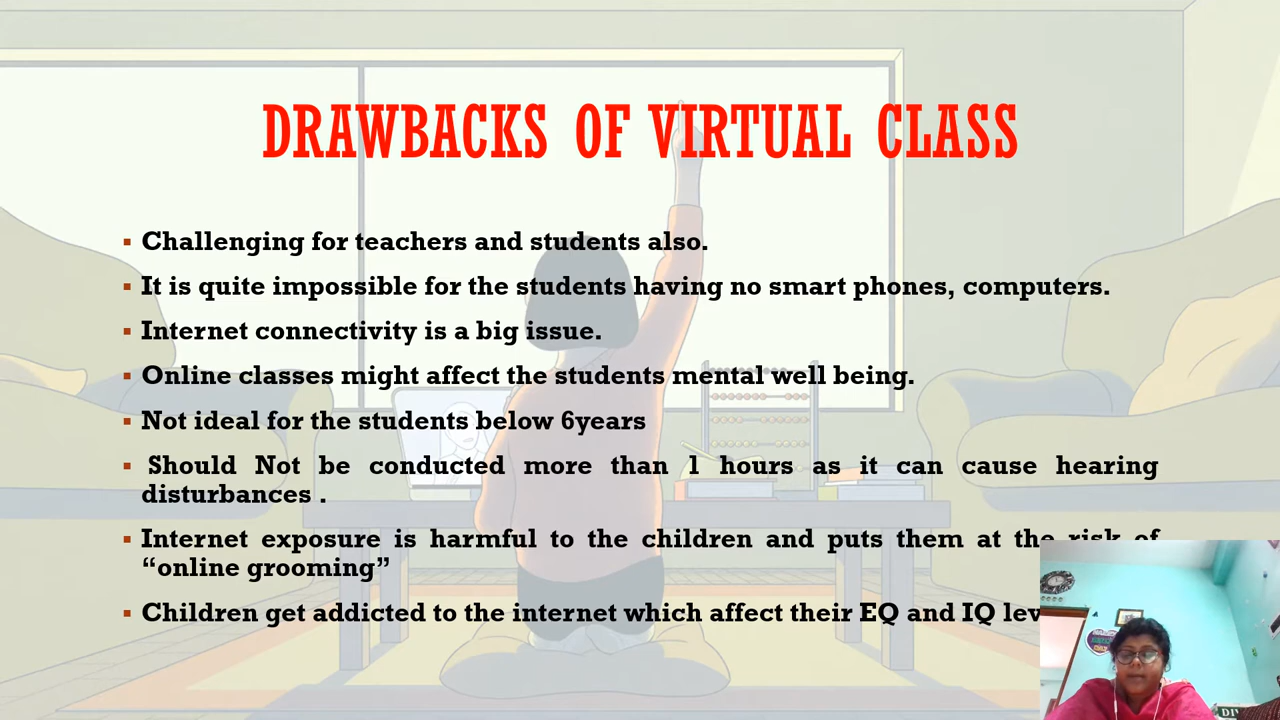 DRAWBACKS OF VIRTUAL CLASS
Challenging for teachers and students also.
It is quite impossible for the students having no smart phones, computers.
Internet connectivity is a big issue.
Online classes might affect the students mental well being.
Not ideal for the students below 6years
Should Not be conducted more than 1 hours as it can cause hearing
disturbances .
Internet exposure is harmful to the children and puts them at the risk of
“online grooming”
Children get addicted to the internet which affect their EQ and IQ